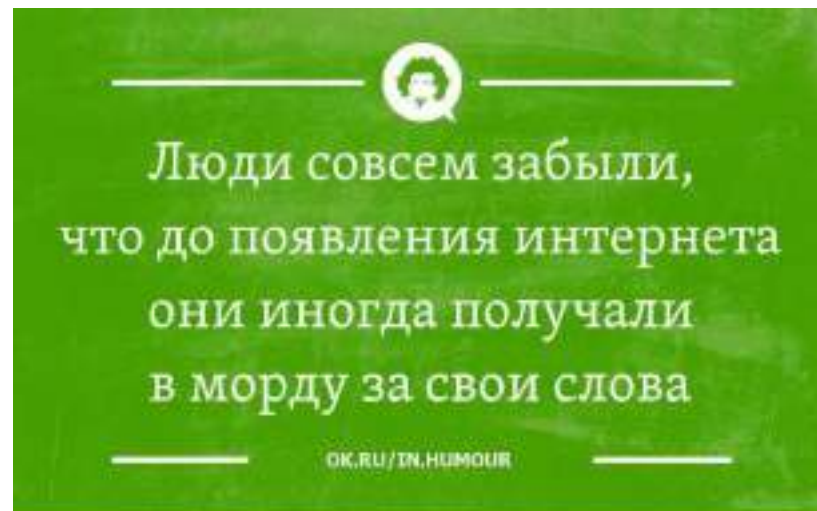 Люди совсем забыли,
что до появления интернета
они иногда получали
в морду за свои слова
OK.RU/IN.HUMOUR